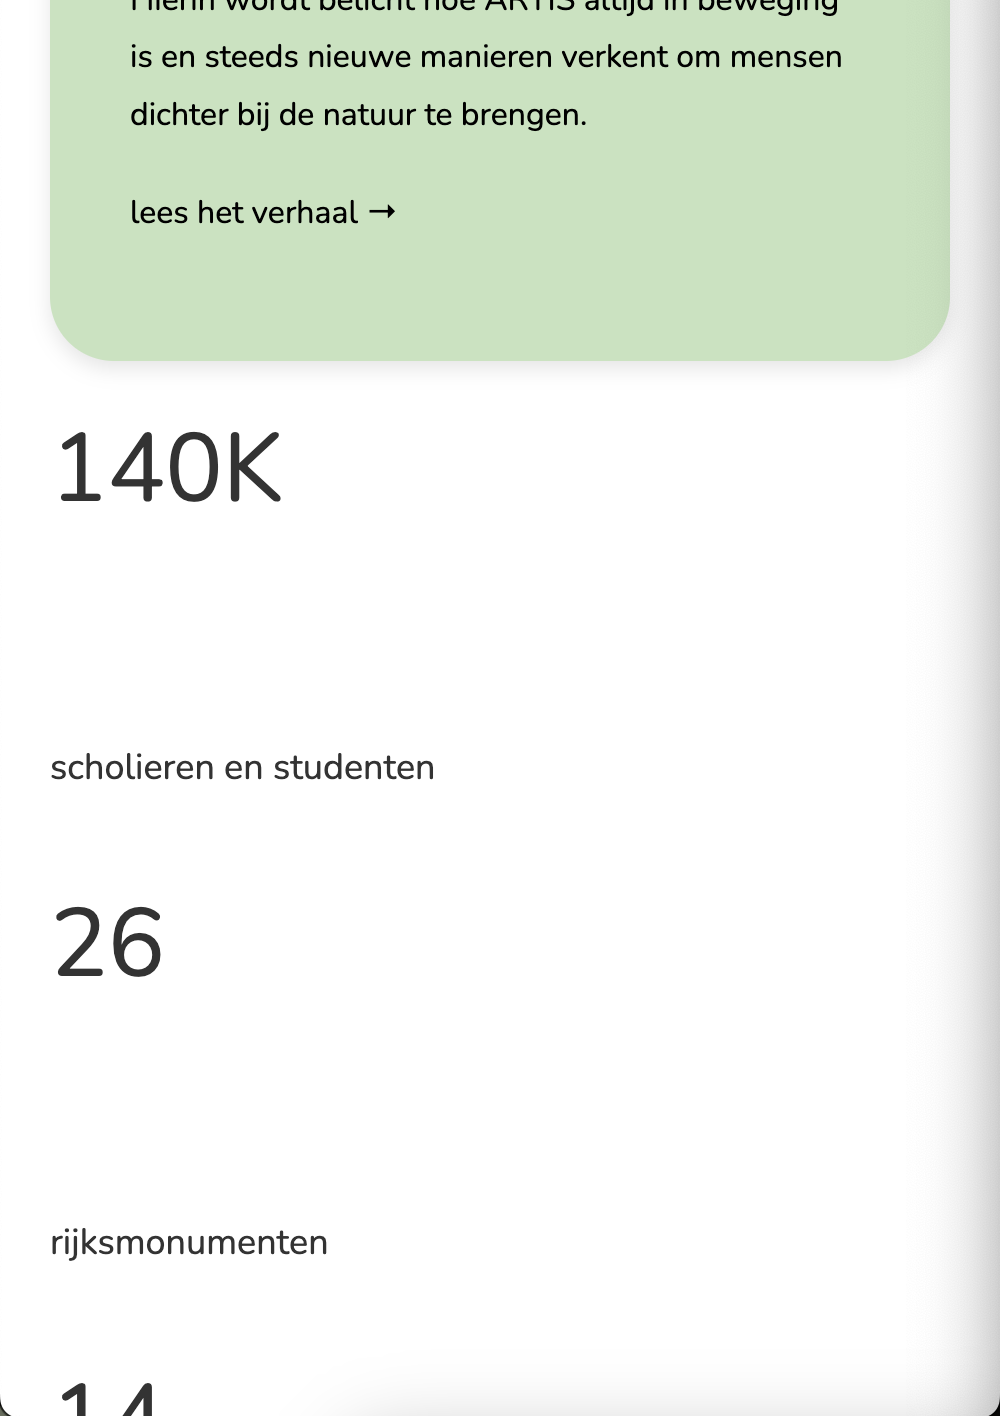 Hierin wordt belicht hoe ARTIS altijd in beweging
is en steeds nieuwe manieren verkent om mensen
dichter bij de natuur te brengen.
lees het verhaal →
140K
scholieren en studenten
26
rijksmonumenten
14